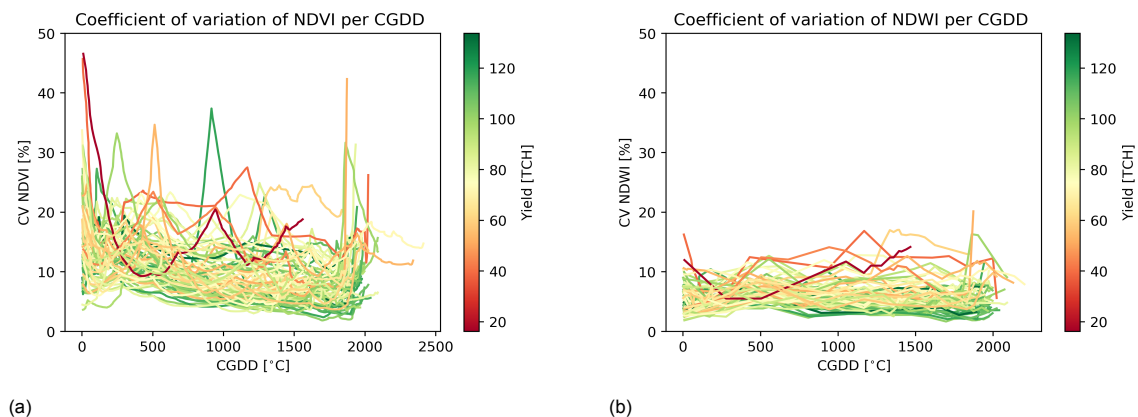 Coefficient of variation of NDVI per CGDD
50
40
30
20
10
0
CV NDVI [%]
0 500 1000 1500 2000 2500
CGDD [°C]
120
100
80
60
40
20
Yield [TCH]
(a)
Coefficient of variation of NDWI per CGDD
50
40
30
20
10
0
CV NDWI [%]
0 500 1000 1500 2000
CGDD [°C]
120
100
80
60
40
20
Yield [TCH]
(b)